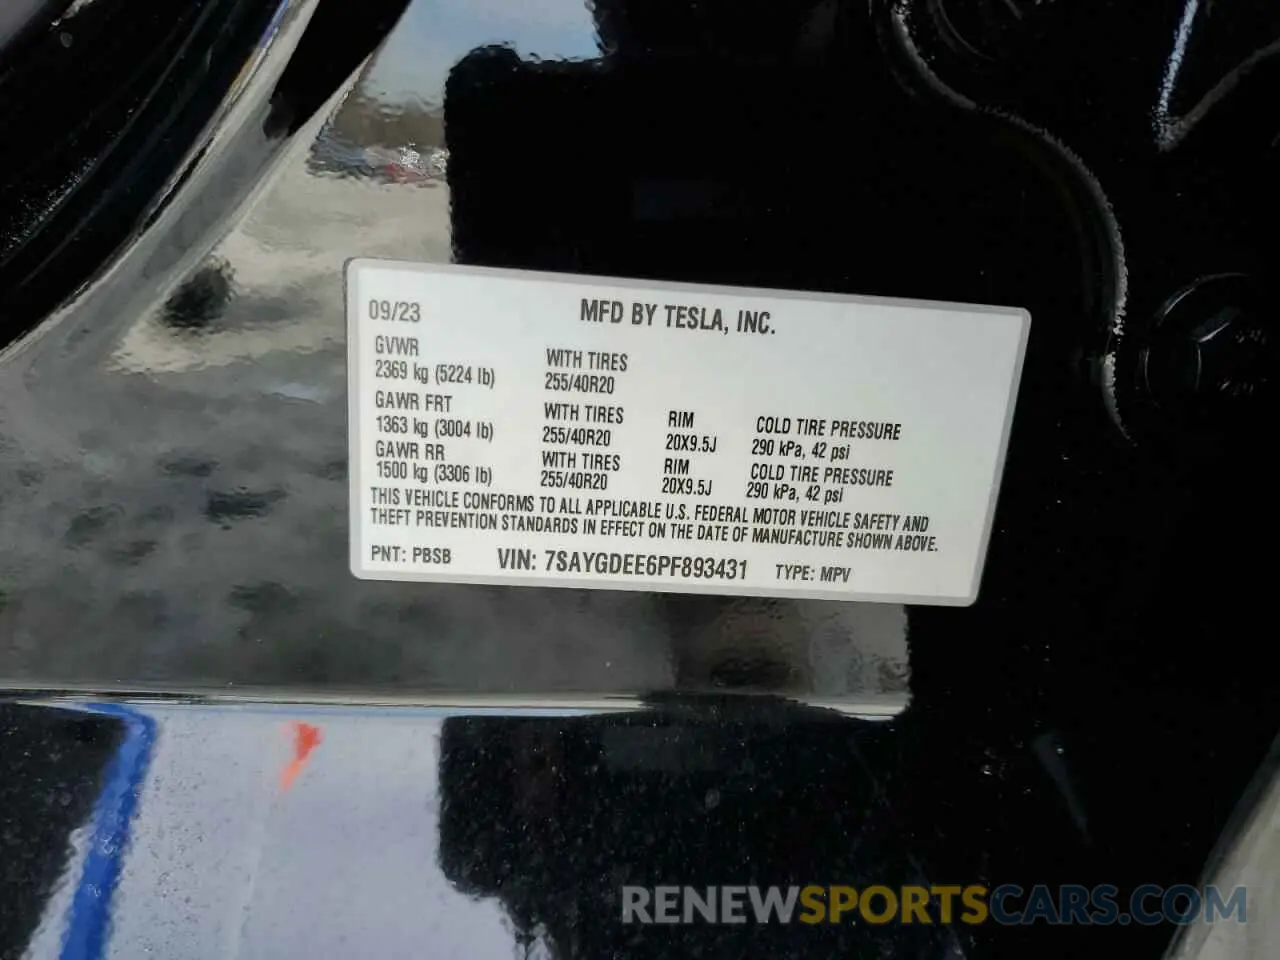 09/23 MFD BY TESLA, INC.
GVWR WITH TIRES
2369 kg (5224 lb) 255/40R20
GAWR FRT WITH TIRES RIM COLD TIRE PRESSURE
1363 kg (3004 lb) 255/40R20 20X9.5J 290 kPa, 42 psi
GAWR RR WITH TIRES RIM COLD TIRE PRESSURE
1500 kg (3306 lb) 255/40R20 20X9.5J 290 kPa, 42 psi
THIS VEHICLE CONFORMS TO ALL APPLICABLE U.S. FEDERAL MOTOR VEHICLE SAFETY AND
THEFT PREVENTION STANDARDS IN EFFECT ON THE DATE OF MANUFACTURE SHOWN ABOVE.
PNT: PBSB VIN: 7SAYGDEE6PF893431 TYPE: MPV
RENEWSPORTSCARS.COM